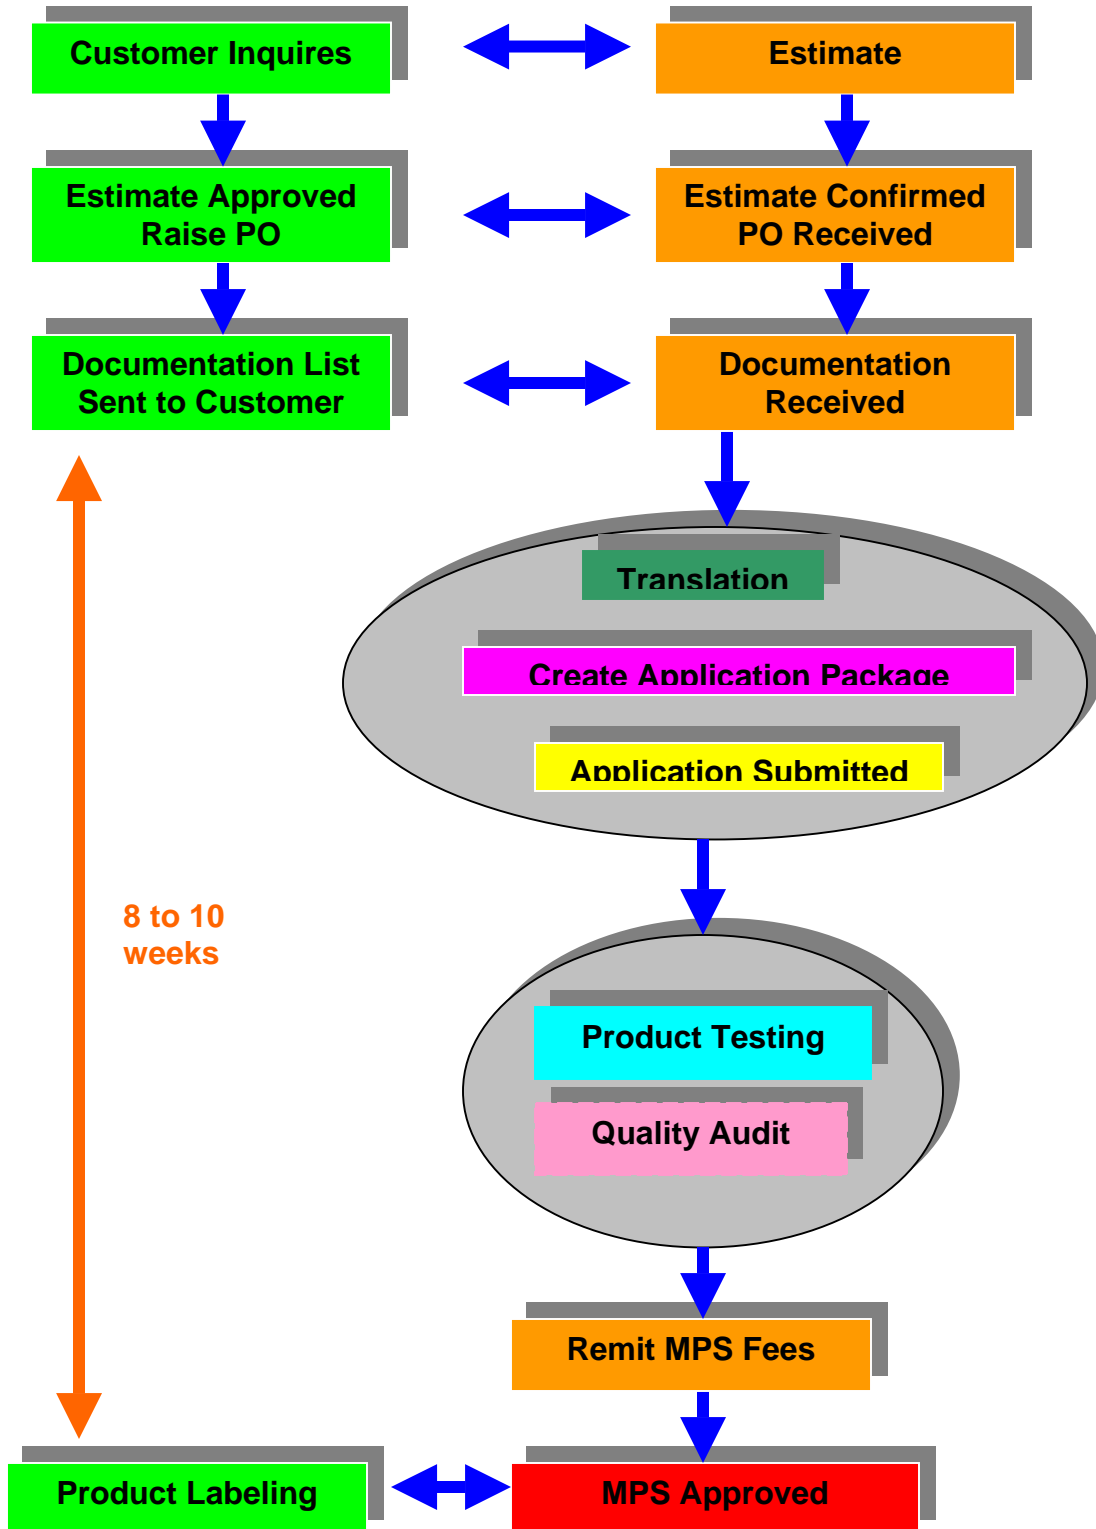 Customer Inquires
Estimate
Estimate Approved
Raise PO
Estimate Confirmed
PO Received
Documentation List
Sent to Customer
Documentation
Received
Translation
Create Application Package
Application Submitted
8 to 10
weeks
Product Testing
Quality Audit
Remit MPS Fees
Product Labeling
MPS Approved